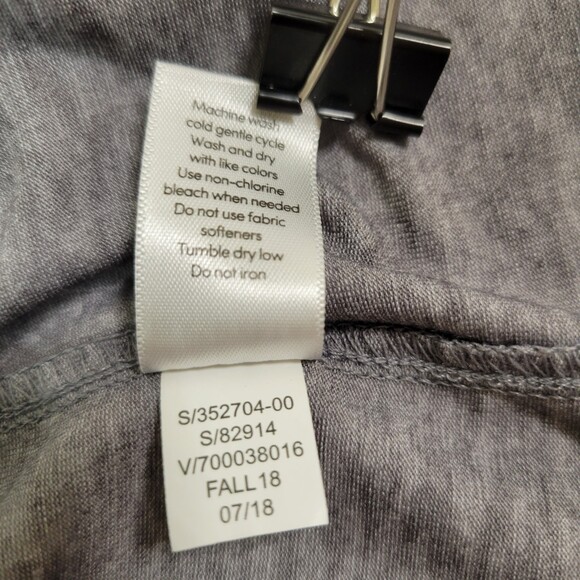 Machine wash
cold gentle cycle
Wash and dry
with like colors
Use non-chlorine
bleach when needed
Do not use fabric
softeners
Tumble dry low
Do not iron
S/352704-00
S/82914
V/700038016
FALL 18
07/18